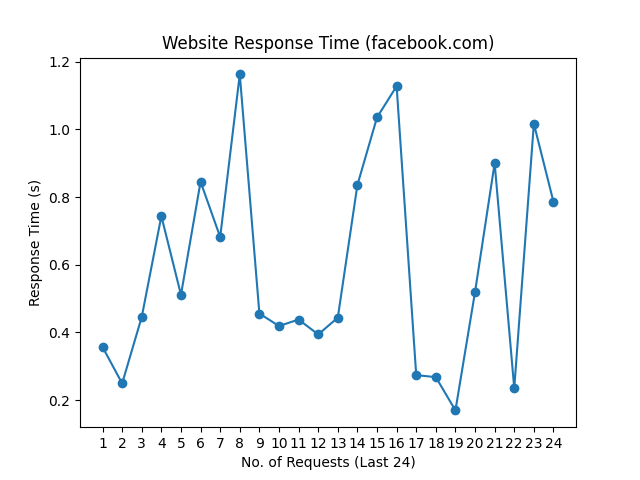 Website Response Time (facebook.com)
1.2
1.0
0.8
0.6
0.4
0.2
Response Time (s)
1 2 3 4 5 6 7 8 9 10 11 12 13 14 15 16 17 18 19 20 21 22 23 24
No. of Requests (Last 24)